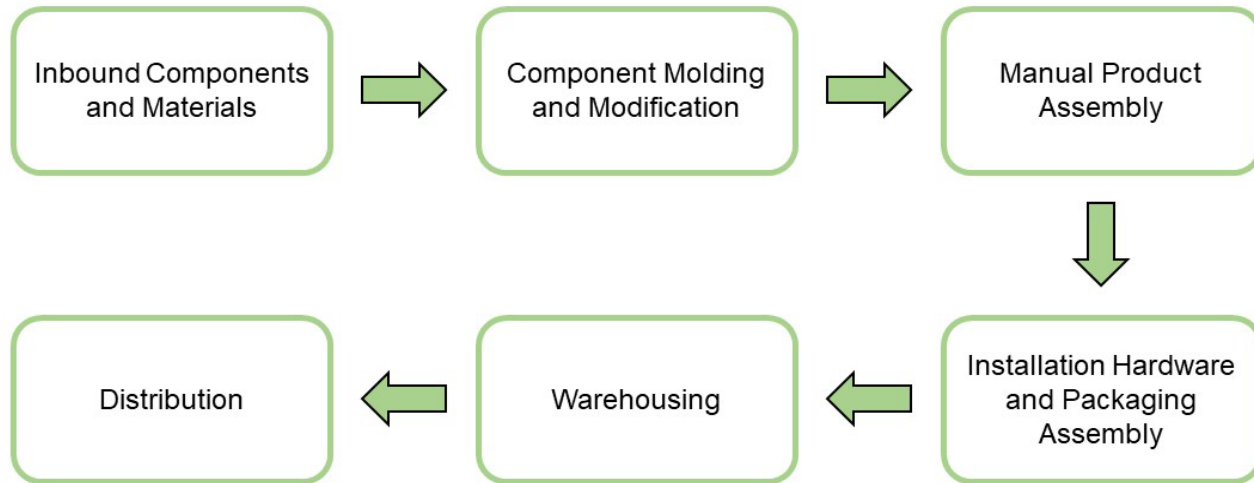 Inbound Components
and Materials
Component Molding
and Modification
Manual Product
Assembly
Installation Hardware
and Packaging
Assembly
Warehousing
Distribution